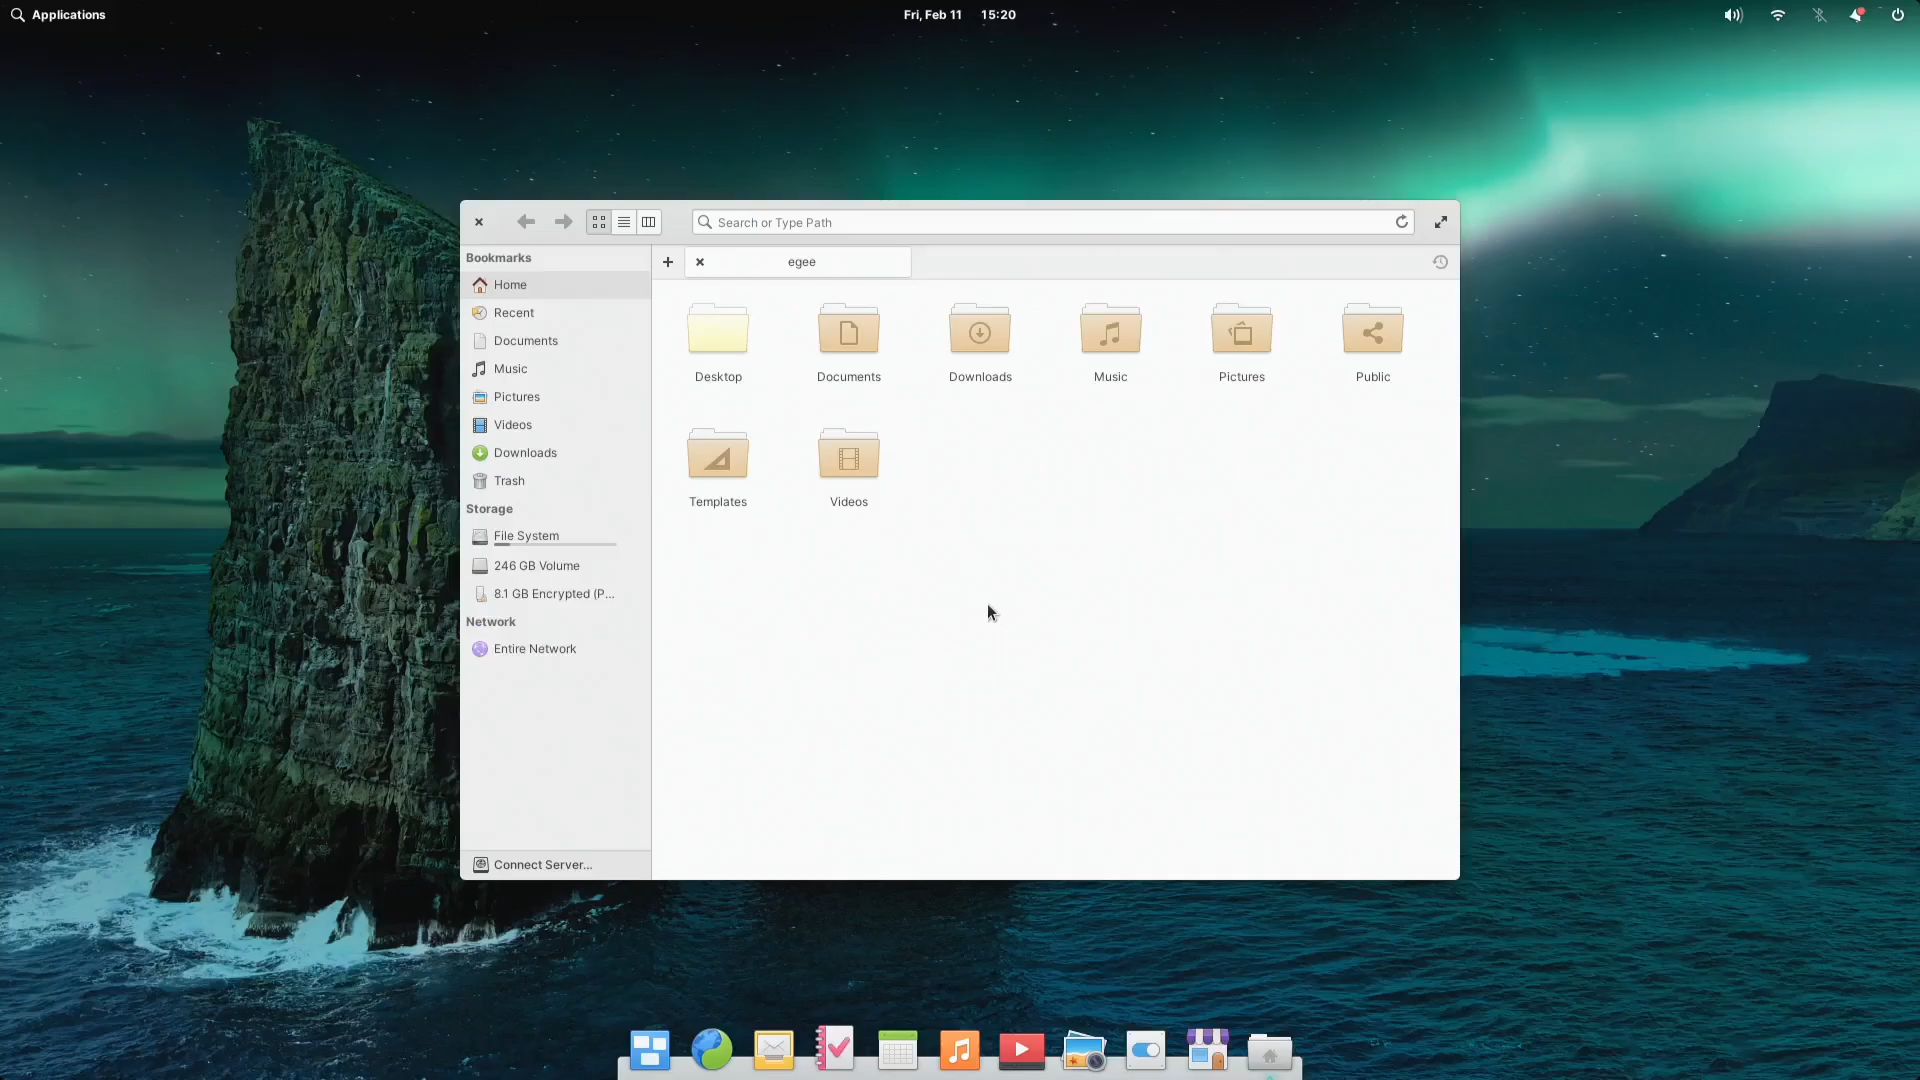 Applications
Fri, Feb 11 15:20
Search or Type Path
Bookmarks
egee
Home
Recent
Documents
Music
Pictures
Videos
Downloads
Trash
Storage
File System
246 GB Volume
8.1 GB Encrypted (P...
Network
Entire Network
Connect Server...
Desktop
Documents
Downloads
Music
Pictures
Public
Templates
Videos